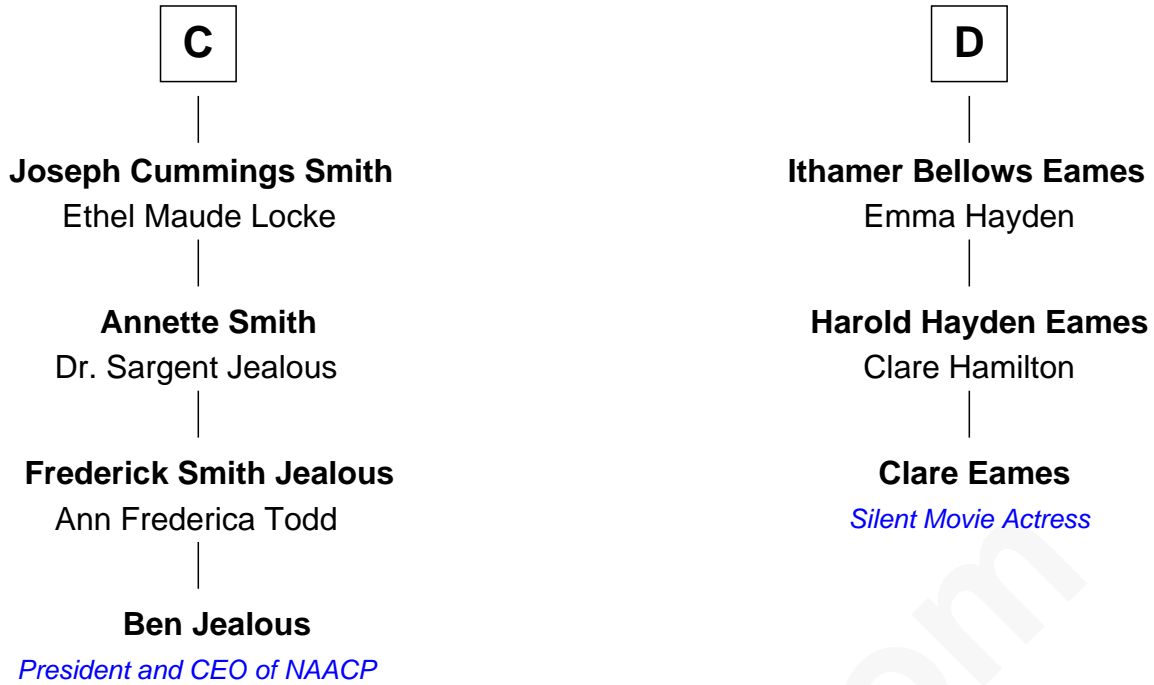 C
Joseph Cummings Smith
Ethel Maude Locke
Annette Smith
Dr. Sargent Jealous
Frederick Smith Jealous
Ann Frederica Todd
Ben Jealous
President and CEO of NAACP
D
Ithamer Bellows Eames
Emma Hayden
Harold Hayden Eames
Clare Hamilton
Clare Eames
Silent Movie Actress
om